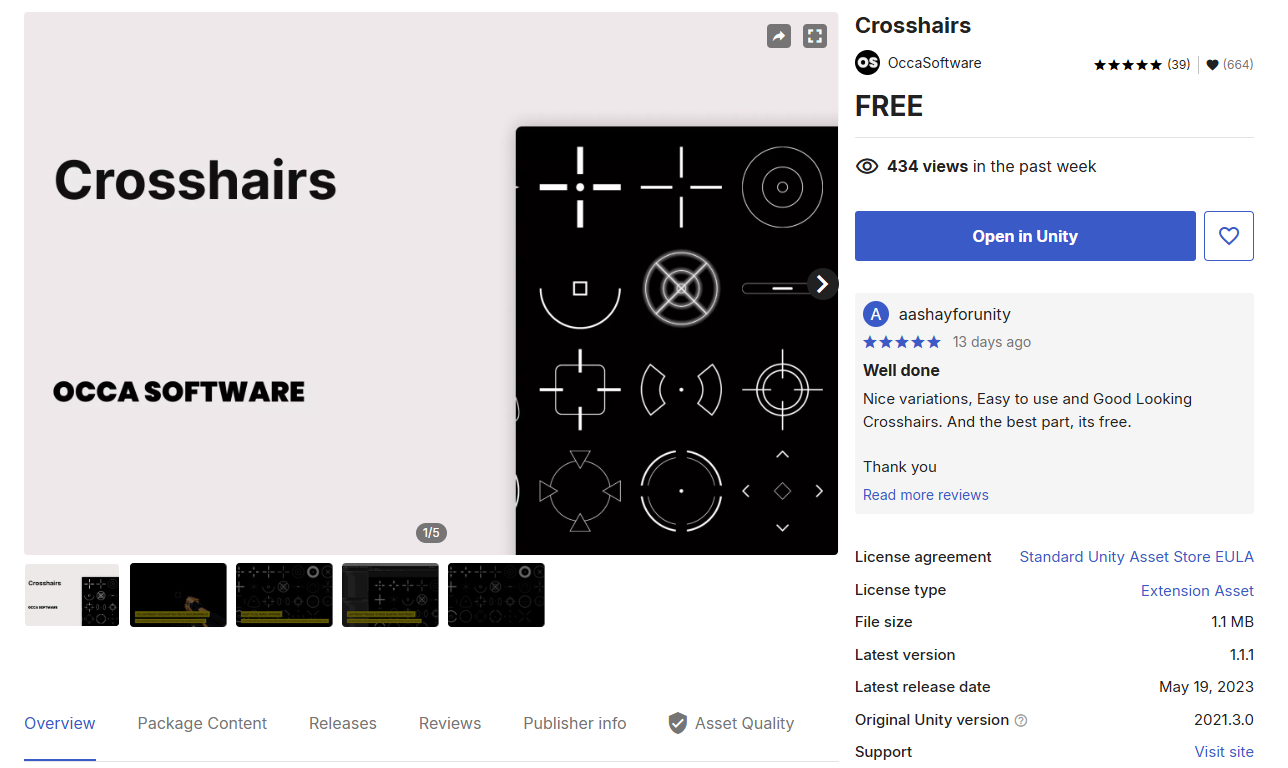 Crosshairs
OCCA SOFTWARE
1/5
Crosshairs
OCCA SOFTWARE
Overview
Package Content
Releases
Reviews
Publisher info
Asset Quality
Crosshairs
OS OccaSoftware
(39) (664)
FREE
434 views in the past week
Open in Unity
A aashayforunity
13 days ago
Well done
Nice variations, Easy to use and Good Looking
Crosshairs. And the best part, its free.
Thank you
Read more reviews
License agreement Standard Unity Asset Store EULA
License type Extension Asset
File size 1.1 MB
Latest version 1.1.1
Latest release date May 19, 2023
Original Unity version ? 2021.3.0
Support Visit site